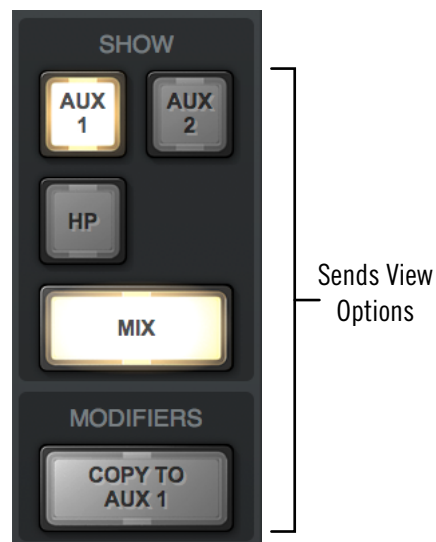 SHOW
AUX
1
AUX
2
HP
MIX
Sends View
Options
MODIFIERS
COPY TO
AUX 1